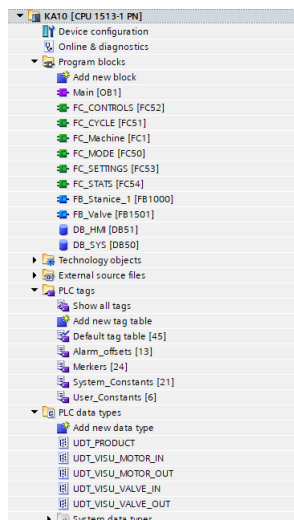 KA10 [CPU 1513-1 PN]
Device configuration
Online & diagnostics
Program blocks
Add new block
Main [OB1]
FC_CONTROLS [FC52]
FC_CYCLE [FC51]
FC_Machine [FC1]
FC_MODE [FC50]
FC_SETTINGS [FC53]
FC_STATS [FC54]
FB_Stanice_1 [FB1000]
FB_Valve [FB1501]
DB_HMI [DB51]
DB_SYS [DB50]
Technology objects
External source files
PLC tags
Show all tags
Add new tag table
Default tag table [45]
Alarm_offsets [13]
Merkers [24]
System_Constants [21]
User_Constants [6]
PLC data types
Add new data type
UDT_PRODUCT
UDT_VISU_MOTOR_IN
UDT_VISU_MOTOR_OUT
UDT_VISU_VALVE_IN
UDT_VISU_VALVE_OUT
System data types